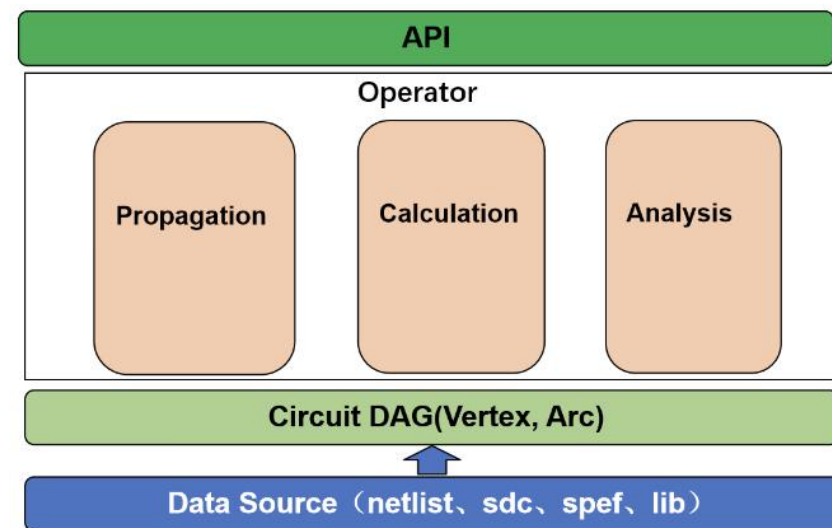 API
Operator
Propagation
Calculation
Analysis
Circuit DAG(Vertex, Arc)
Data Source（netlist、sdc、spef、lib）